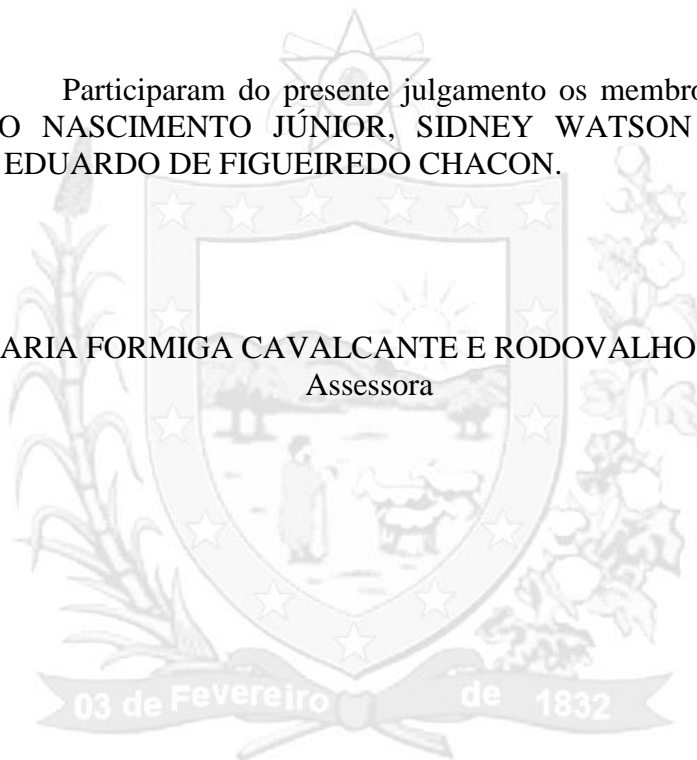 Participaram do presente julgamento os membro
O NASCIMENTO JÚNIOR, SIDNEY WATSON
EDUARDO DE FIGUEIREDO CHACON.
ARIA FORMIGA CAVALCANTE E RODOVALHO
Assessora
03 de Fevereiro de 1832